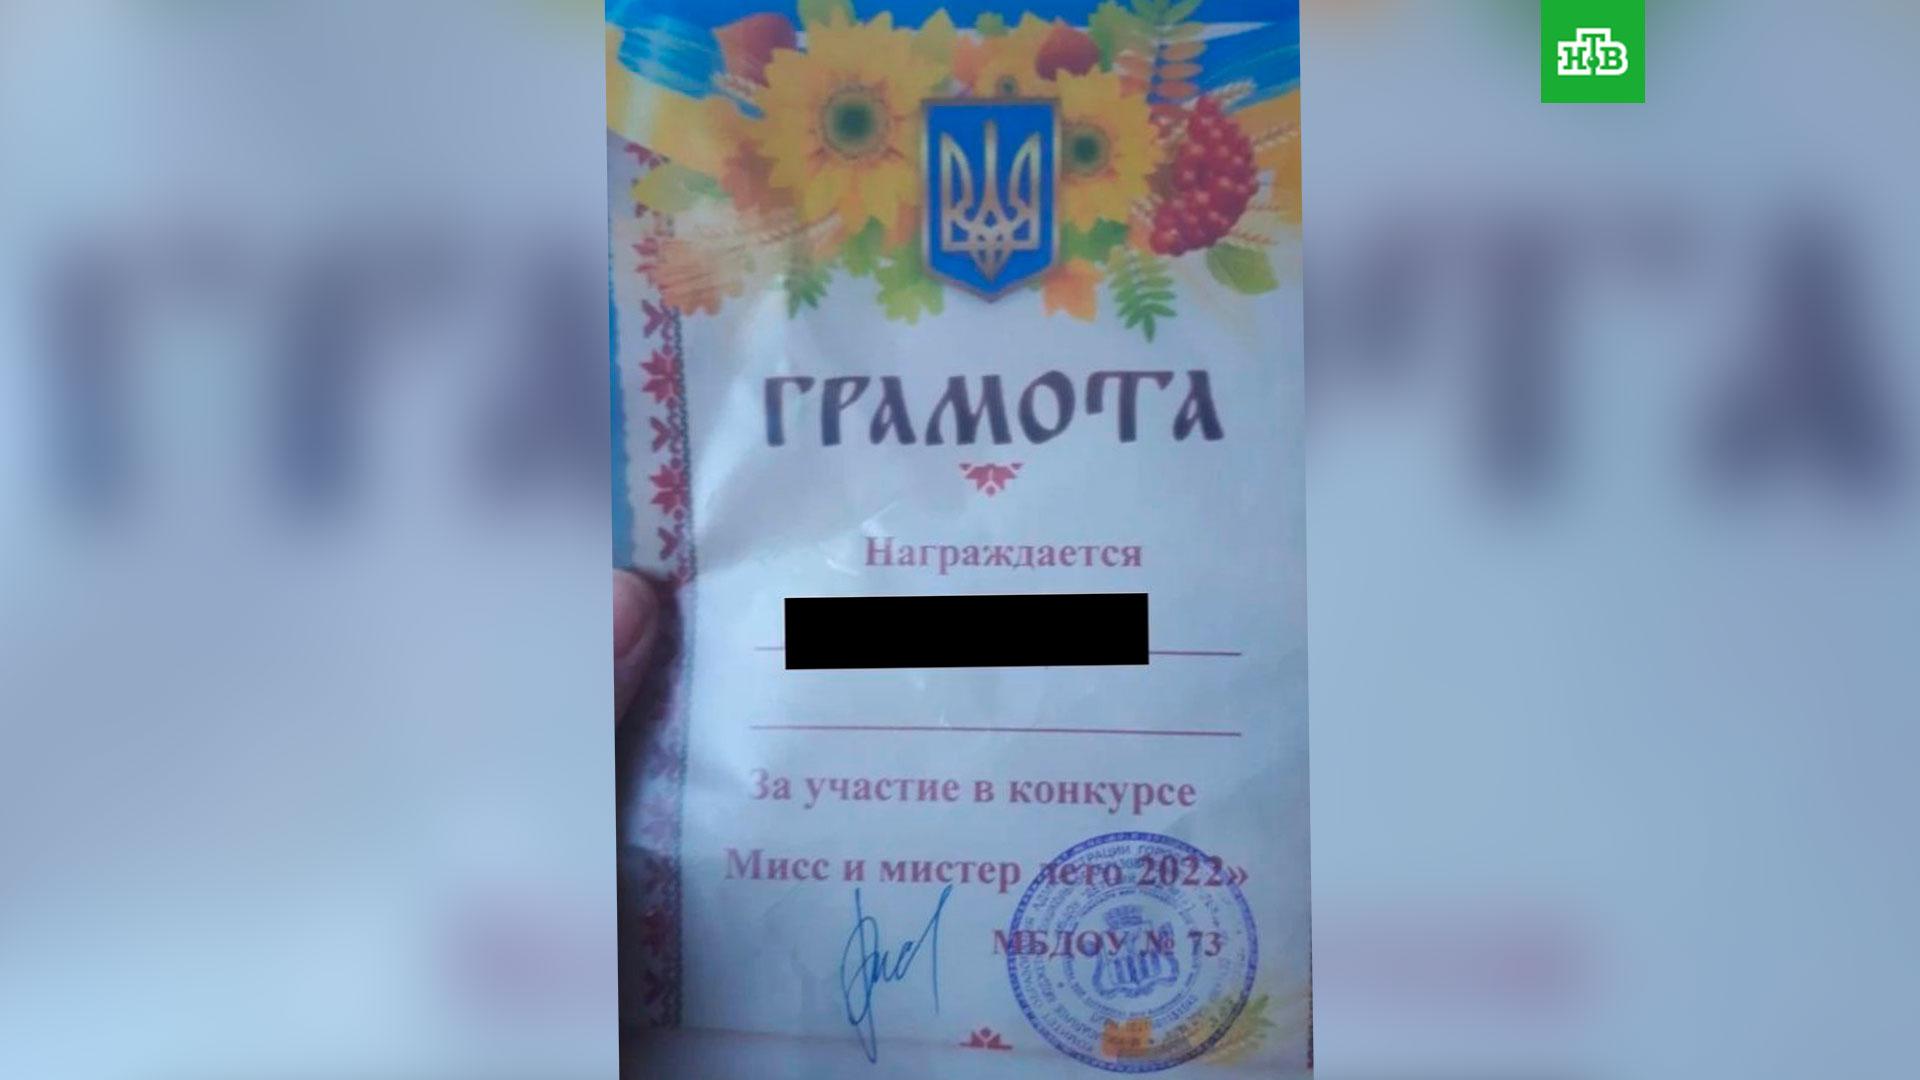 НТВ
ГРАМОТА
Награждается
За участие в конкурсе
Мисс и мистер лето 2022»
МБДОУ № 73